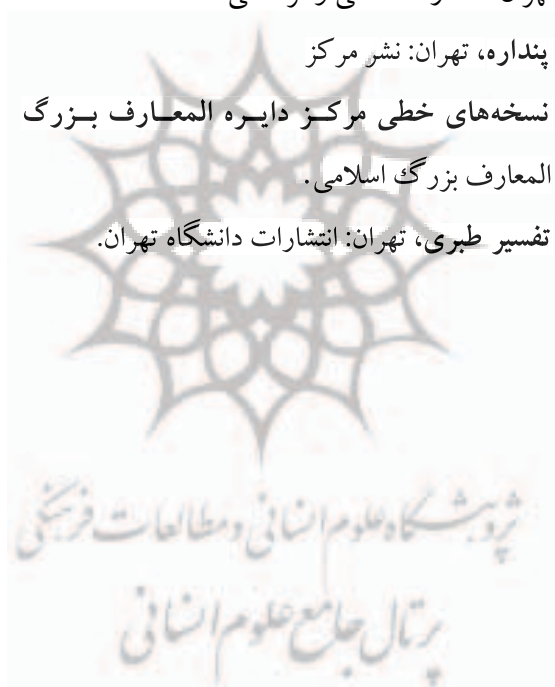 پنداره، تهران: نشر مرکز
نسخه‌های خطی مرکز دایره المعارف بزرگ
المعارف بزرگ اسلامی.
تفسیر طبری، تهران: انتشارات دانشگاه تهران.
پژوهشگاه علوم انسانی و مطالعات فرهنگی
پرتال جامع علوم انسانی